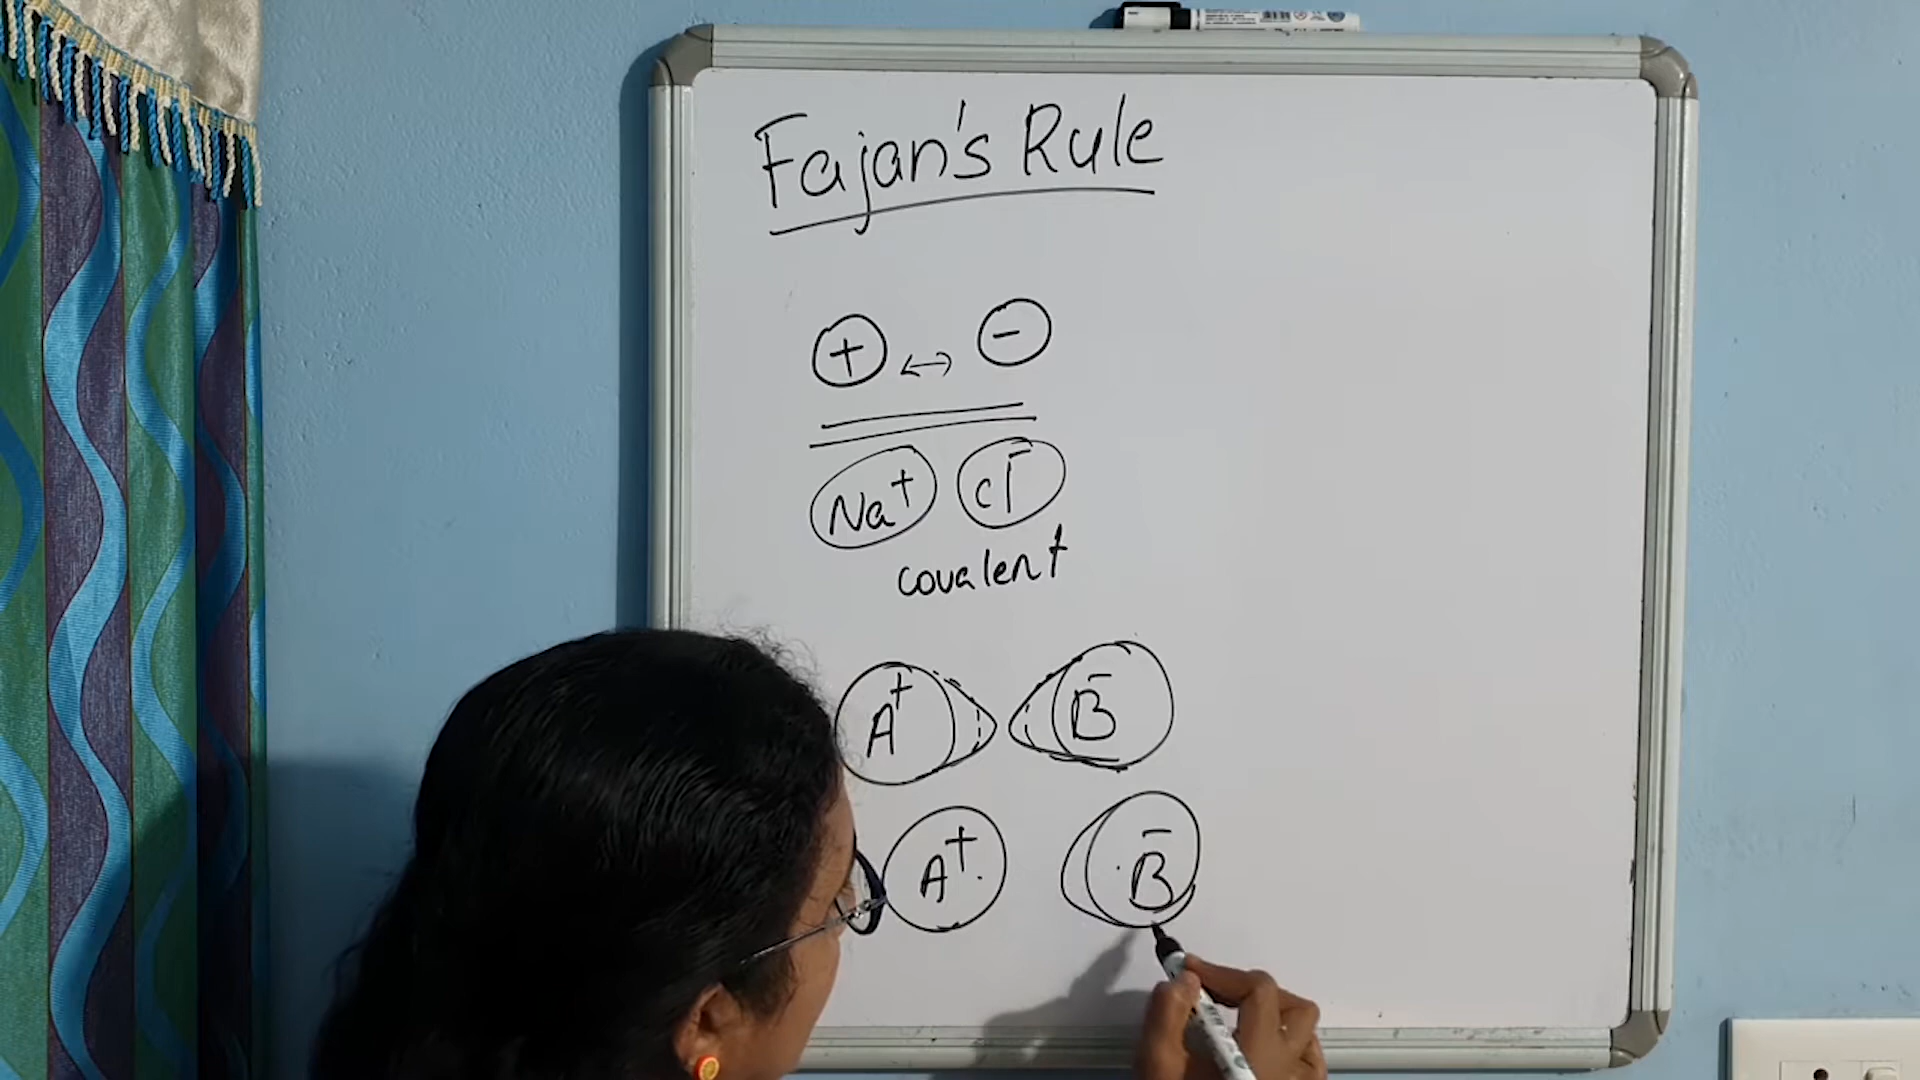 Fajan's Rule
+ ↔ -
Na⁺ Cl⁻
covalent
A⁺ B⁻
A⁺ B⁻